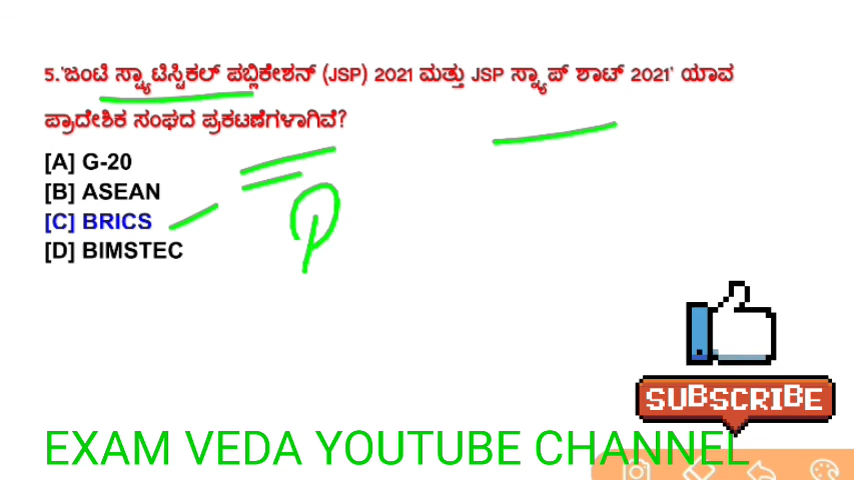 5.'ಜಂಟಿ ಸ್ಟ್ಯಾಟಿಸ್ಟಿಕಲ್ ಪಬ್ಲಿಕೇಶನ್ (JSP) 2021 ಮತ್ತು JSP ಸ್ನ್ಯಾಪ್ ಶಾಟ್ 2021' ಯಾವ
ಪ್ರಾದೇಶಿಕ ಸಂಘದ ಪ್ರಕಟಣೆಗಳಾಗಿವೆ?
[A] G-20
[B] ASEAN
[C] BRICS
[D] BIMSTEC
SUBSCRIBE
EXAM VEDA YOUTUBE CHANNEL